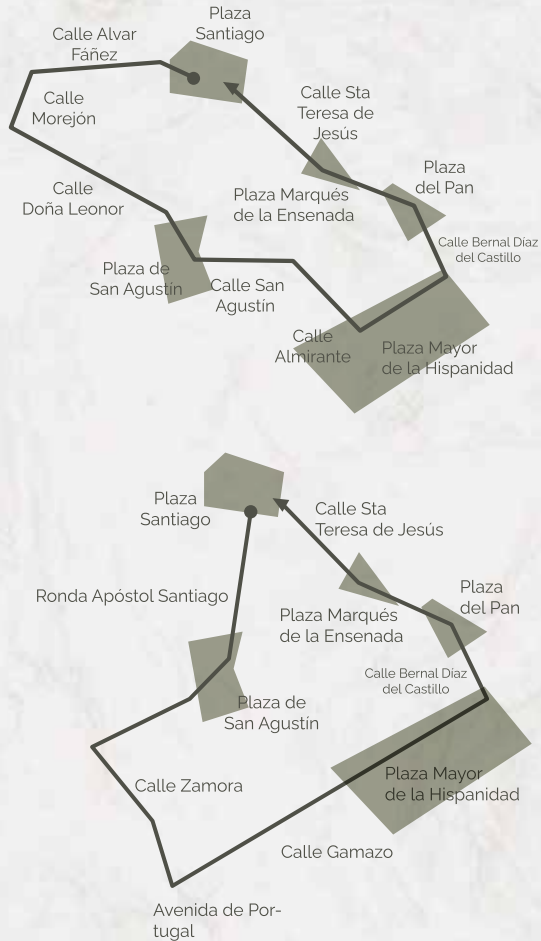 Plaza
Santiago
Calle Alvar
Fáñez
Calle
Morejón
Calle Sta
Teresa de
Jesús
Plaza
del Pan
Calle
Doña Leonor
Plaza Marqués
de la Ensenada
Calle Bernal Díaz
del Castillo
Plaza de
San Agustín
Calle San
Agustín
Calle
Almirante
Plaza Mayor
de la Hispanidad
Plaza
Santiago
Calle Sta
Teresa de Jesús
Ronda Apóstol Santiago
Plaza
del Pan
Plaza Marqués
de la Ensenada
Calle Bernal Díaz
del Castillo
Plaza de
San Agustín
Plaza Mayor
de la Hispanidad
Calle Zamora
Calle Gamazo
Avenida de Por-
tugal